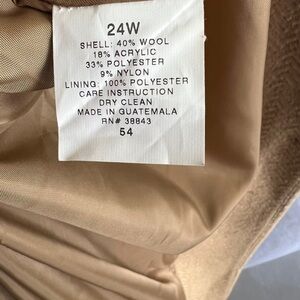 24W
SHELL: 40% WOOL
18% ACRYLIC
33% POLYESTER
9% NYLON
LINING: 100% POLYESTER
CARE INSTRUCTION
DRY CLEAN
MADE IN GUATEMALA
RN# 38843
54